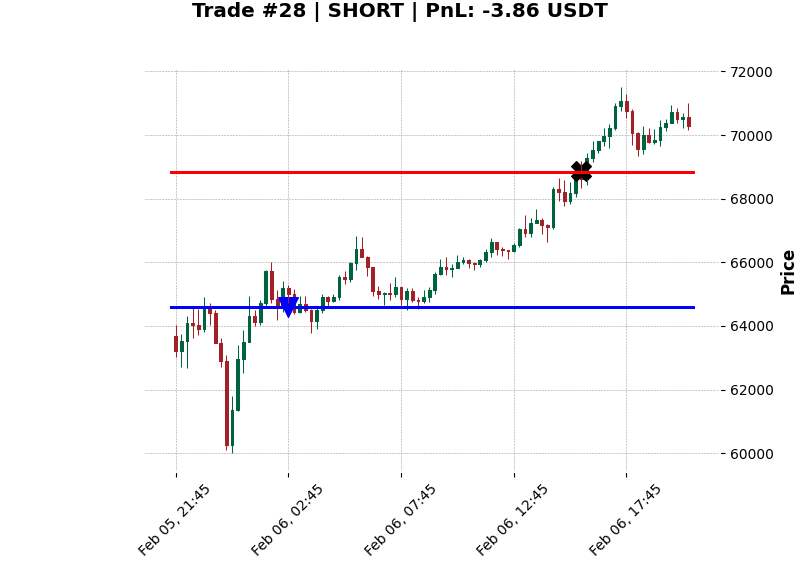 Trade #28 | SHORT | PnL: -3.86 USDT
72000
70000
68000
66000
64000
62000
60000
Price
Feb 05, 21:45
Feb 06, 02:45
Feb 06, 07:45
Feb 06, 12:45
Feb 06, 17:45